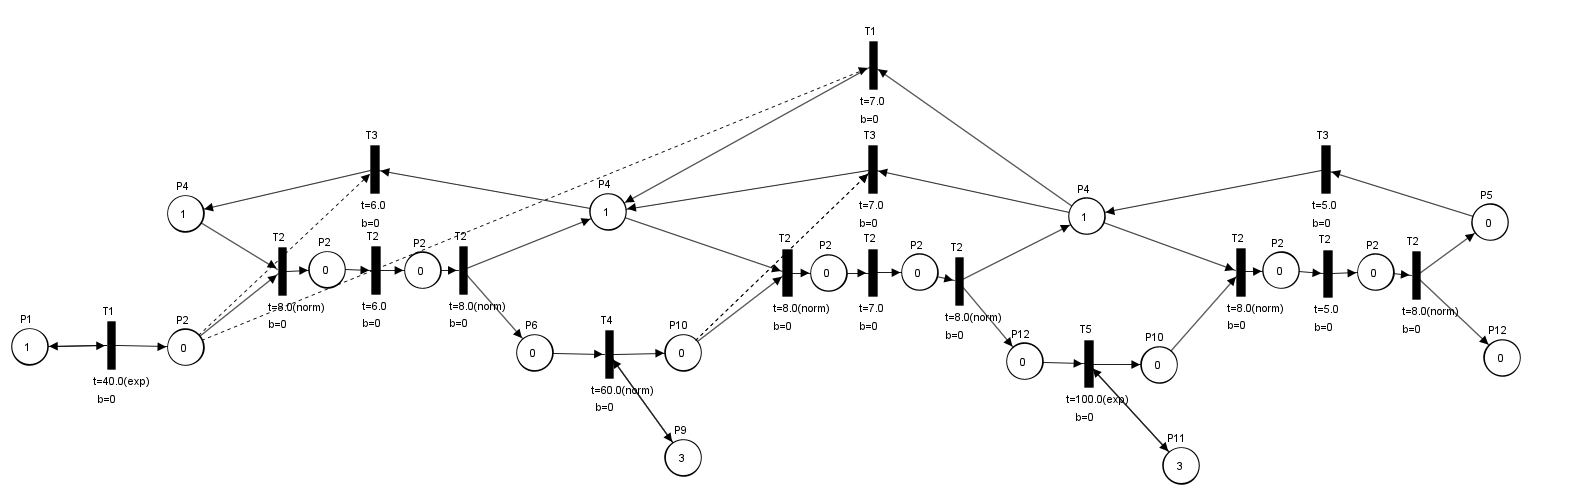 T1
t=7.0
b=0
T3
t=6.0
b=0
T3
t=7.0
b=0
T3
t=5.0
b=0
P4
1
P4
1
P4
1
P5
0
T2
t=8.0(norm)
b=0
P2
0
T2
t=6.0
b=0
P2
0
T2
t=8.0(norm)
b=0
T2
t=8.0(norm)
b=0
P2
0
T2
t=7.0
b=0
P2
0
T2
t=8.0(norm)
b=0
T2
t=8.0(norm)
b=0
P2
0
T2
t=5.0
b=0
P2
0
T2
t=8.0(norm)
b=0
P1
1
T1
t=40.0(exp)
b=0
P2
0
P6
0
T4
t=60.0(norm)
b=0
P10
0
P12
0
T5
t=100.0(exp)
b=0
P10
0
P12
0
P9
3
P11
3